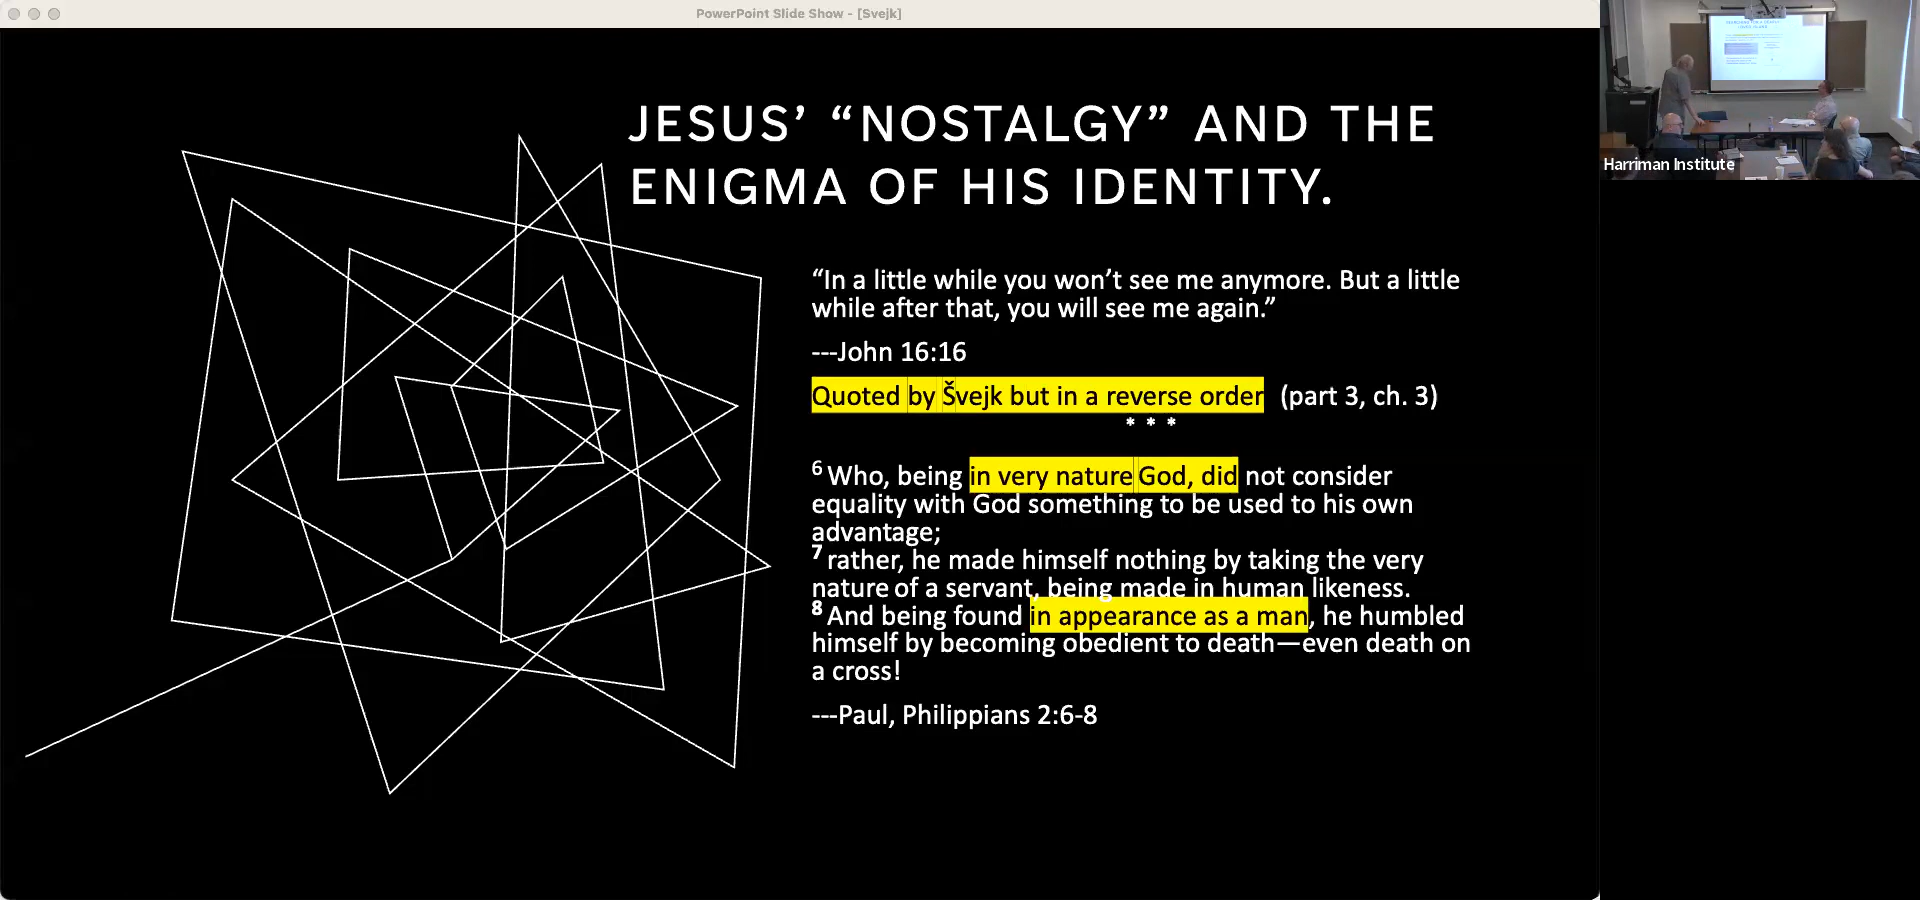 PowerPoint Slide Show - [Svejk]
JESUS’ “NOSTALGY” AND THE
ENIGMA OF HIS IDENTITY.
“In a little while you won’t see me anymore. But a little
while after that, you will see me again.”
---John 16:16
Quoted by Švejk but in a reverse order (part 3, ch. 3)
* * *
6 Who, being in very nature God, did not consider
equality with God something to be used to his own
advantage;
7 rather, he made himself nothing by taking the very
nature of a servant, being made in human likeness.
8 And being found in appearance as a man, he humbled
himself by becoming obedient to death—even death on
a cross!
---Paul, Philippians 2:6-8
Harriman Institute